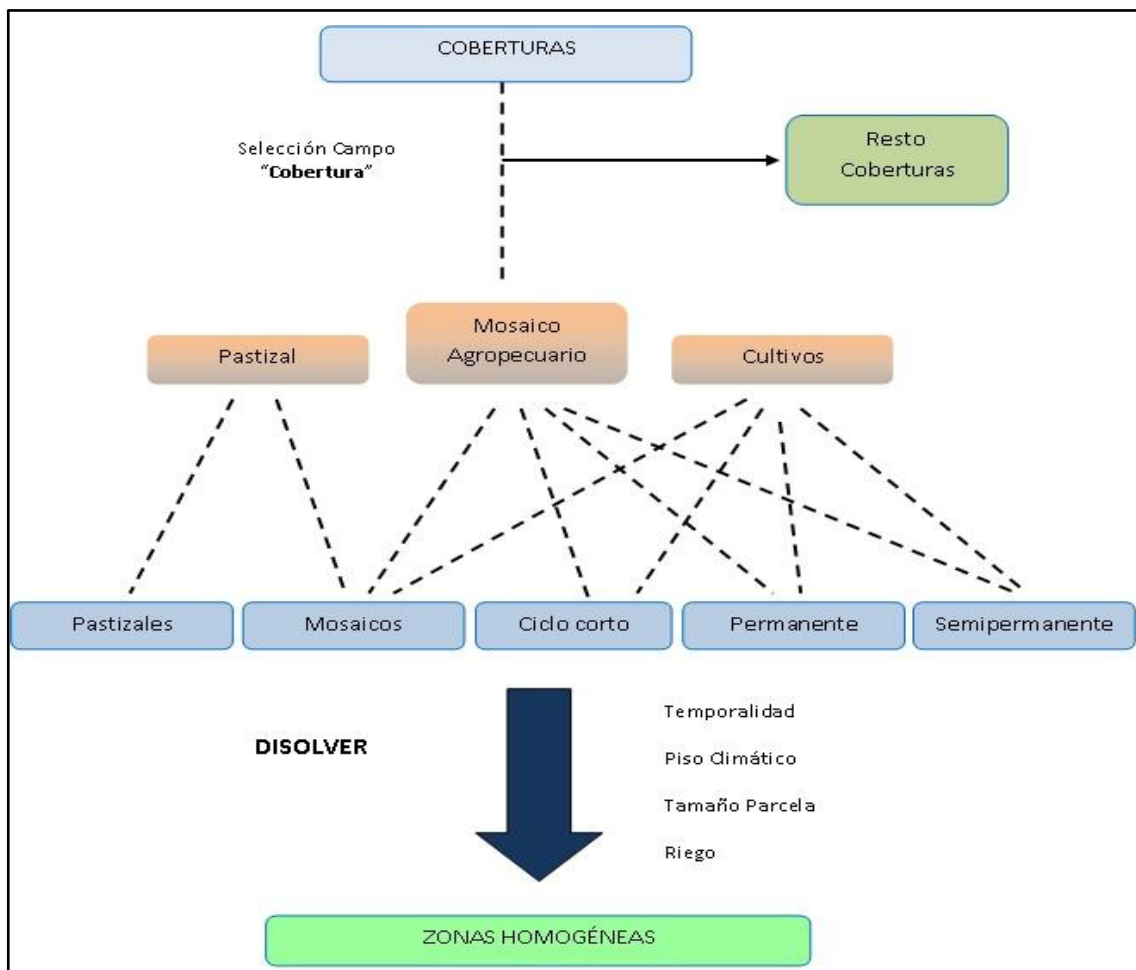 COBERTURAS
Selección Campo
“Cobertura”
Resto
Coberturas
Pastizal
Mosaico
Agropecuario
Cultivos
Pastizales
Mosaicos
Ciclo corto
Permanente
Semipermanente
DISOLVER
Temporalidad
Piso Climático
Tamaño Parcela
Riego
ZONAS HOMOGÉNEAS